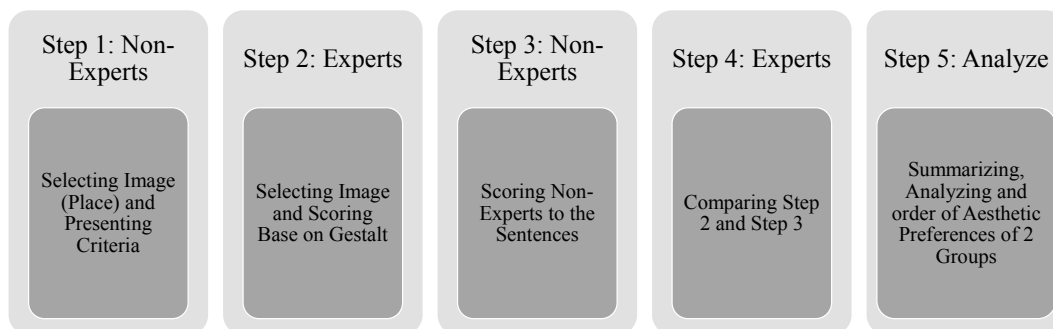 Step 1: Non-
Experts
Selecting Image
(Place) and
Presenting
Criteria
Step 2: Experts
Selecting Image
and Scoring
Base on Gestalt
Step 3: Non-
Experts
Scoring Non-
Experts to the
Sentences
Step 4: Experts
Comparing Step
2 and Step 3
Step 5: Analyze
Summarizing,
Analyzing and
order of Aesthetic
Preferences of 2
Groups